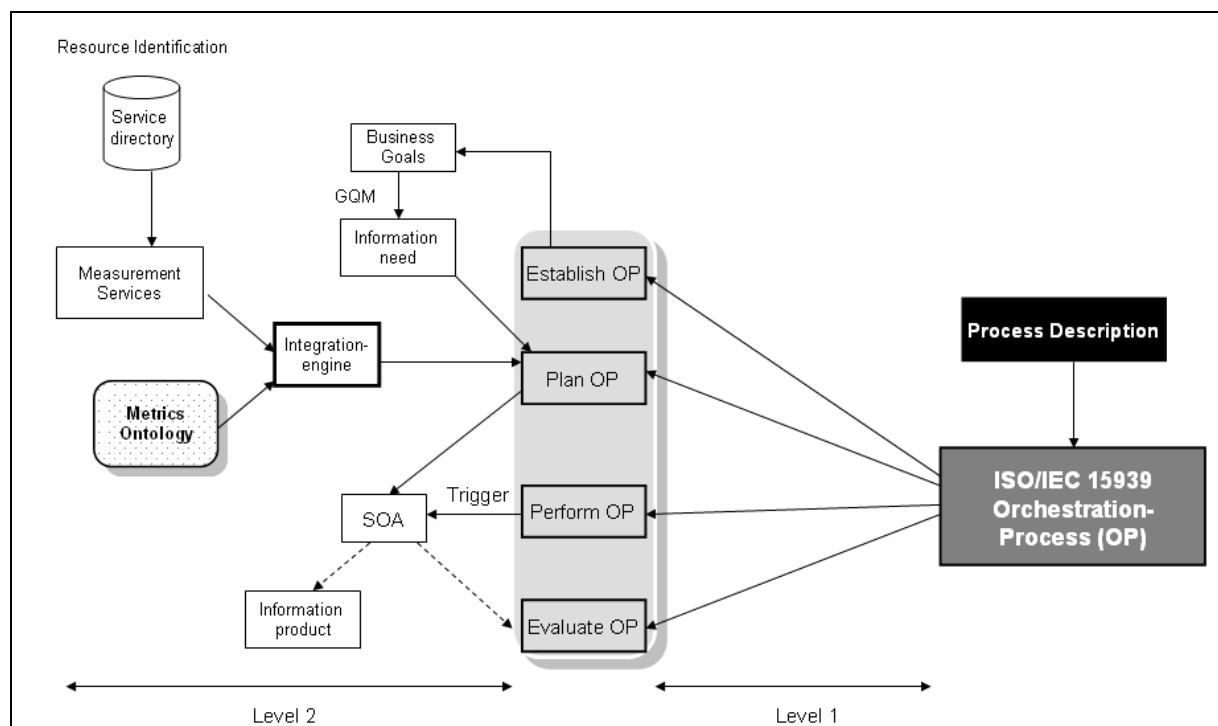 Resource Identification
Service
directory
Business
Goals
GQM
Information
need
Establish OP
Measurement
Services
Process Description
Integration-
engine
Plan OP
Metrics
Ontology
ISO/IEC 15939
Orchestration-
Process (OP)
Trigger
SOA
Perform OP
Information
product
Evaluate OP
Level 2
Level 1